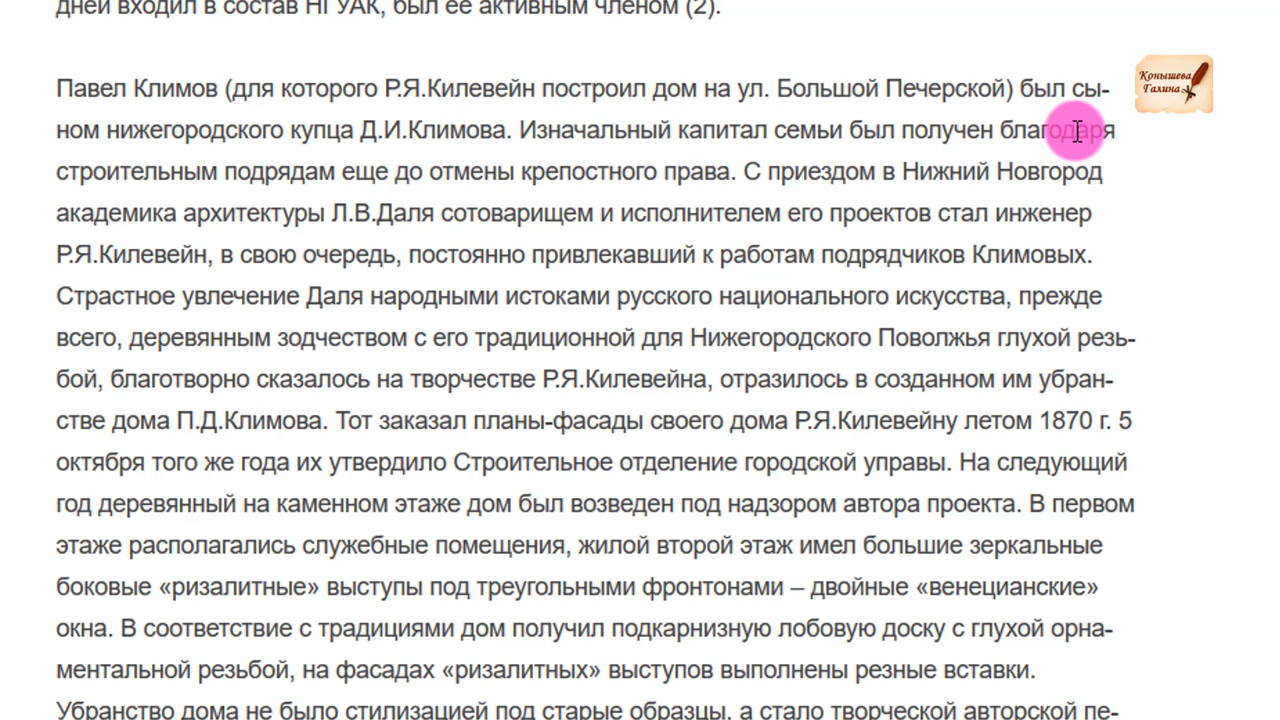 дней входил в состав НГУАК, был ее активным членом (2).
Павел Климов (для которого Р.Я.Килевейн построил дом на ул. Большой Печерской) был сы-
ном нижегородского купца Д.И.Климова. Изначальный капитал семьи был получен благодаря
строительным подрядам еще до отмены крепостного права. С приездом в Нижний Новгород
академика архитектуры Л.В.Даля сотоварищем и исполнителем его проектов стал инженер
Р.Я.Килевейн, в свою очередь, постоянно привлекавший к работам подрядчиков Климовых.
Страстное увлечение Даля народными истоками русского национального искусства, прежде
всего, деревянным зодчеством с его традиционной для Нижегородского Поволжья глухой резь-
бой, благотворно сказалось на творчестве Р.Я.Килевейна, отразилось в созданном им убран-
стве дома П.Д.Климова. Тот заказал планы-фасады своего дома Р.Я.Килевейну летом 1870 г. 5
октября того же года их утвердило Строительное отделение городской управы. На следующий
год деревянный на каменном этаже дом был возведен под надзором автора проекта. В первом
этаже располагались служебные помещения, жилой второй этаж имел большие зеркальные
боковые «ризалитные» выступы под треугольными фронтонами – двойные «венецианские»
окна. В соответствие с традициями дом получил подкарнизную лобовую доску с глухой орна-
ментальной резьбой, на фасадах «ризалитных» выступов выполнены резные вставки.
Убранство дома не было стилизацией под старые образцы, а стало творческой авторской пе-
Конышева
Галина